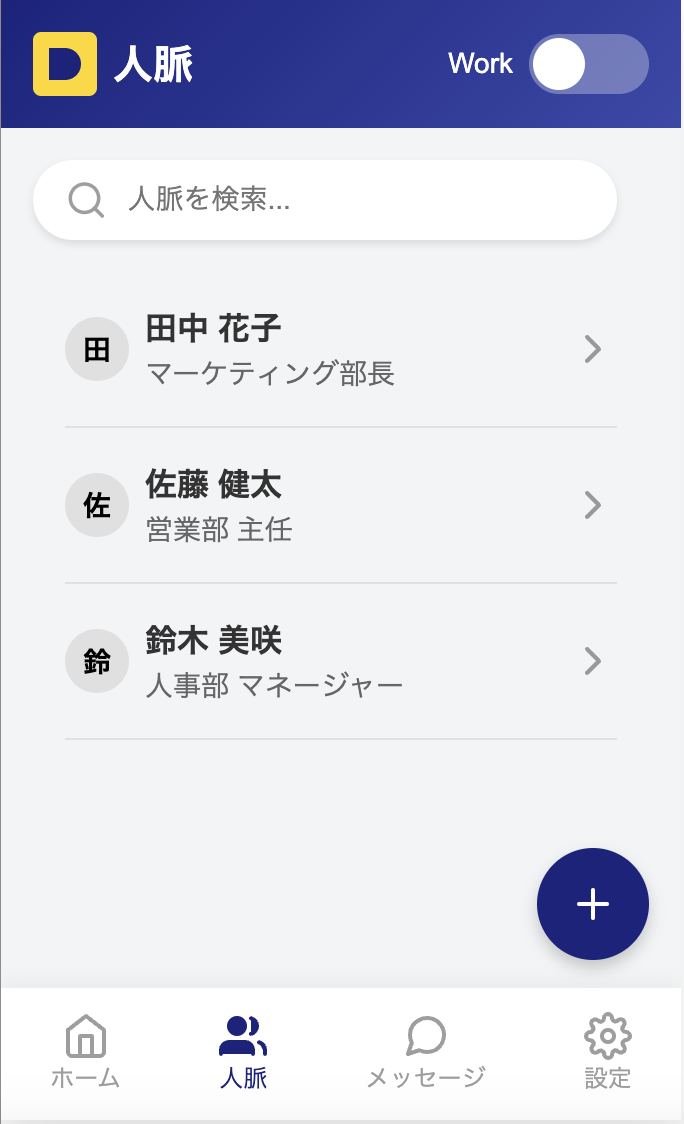 D 人脈
Work
人脈を検索...
田
田中 花子
マーケティング部長
佐
佐藤 健太
営業部 主任
鈴
鈴木 美咲
人事部 マネージャー
ホーム
人脈
メッセージ
設定